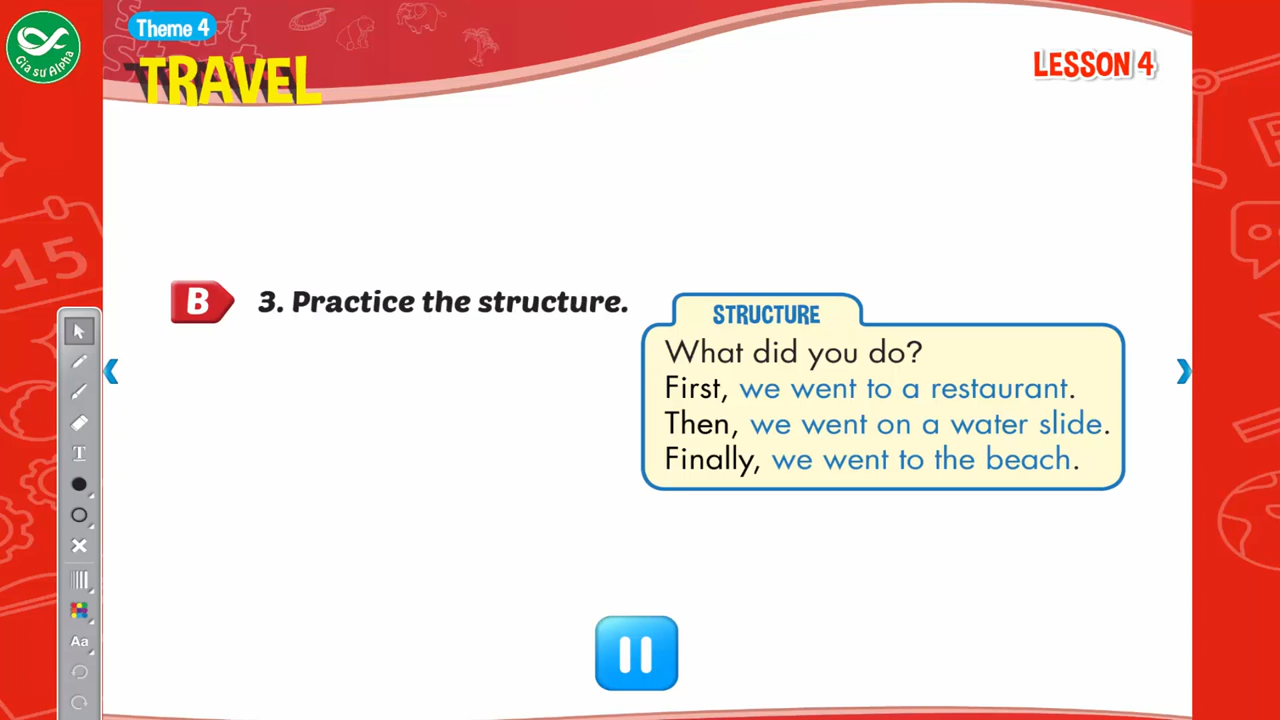 Gia sư Alpha
Theme 4
TRAVEL
LESSON 4
B 3. Practice the structure.
STRUCTURE
What did you do?
First, we went to a restaurant.
Then, we went on a water slide.
Finally, we went to the beach.
15
T
Aa